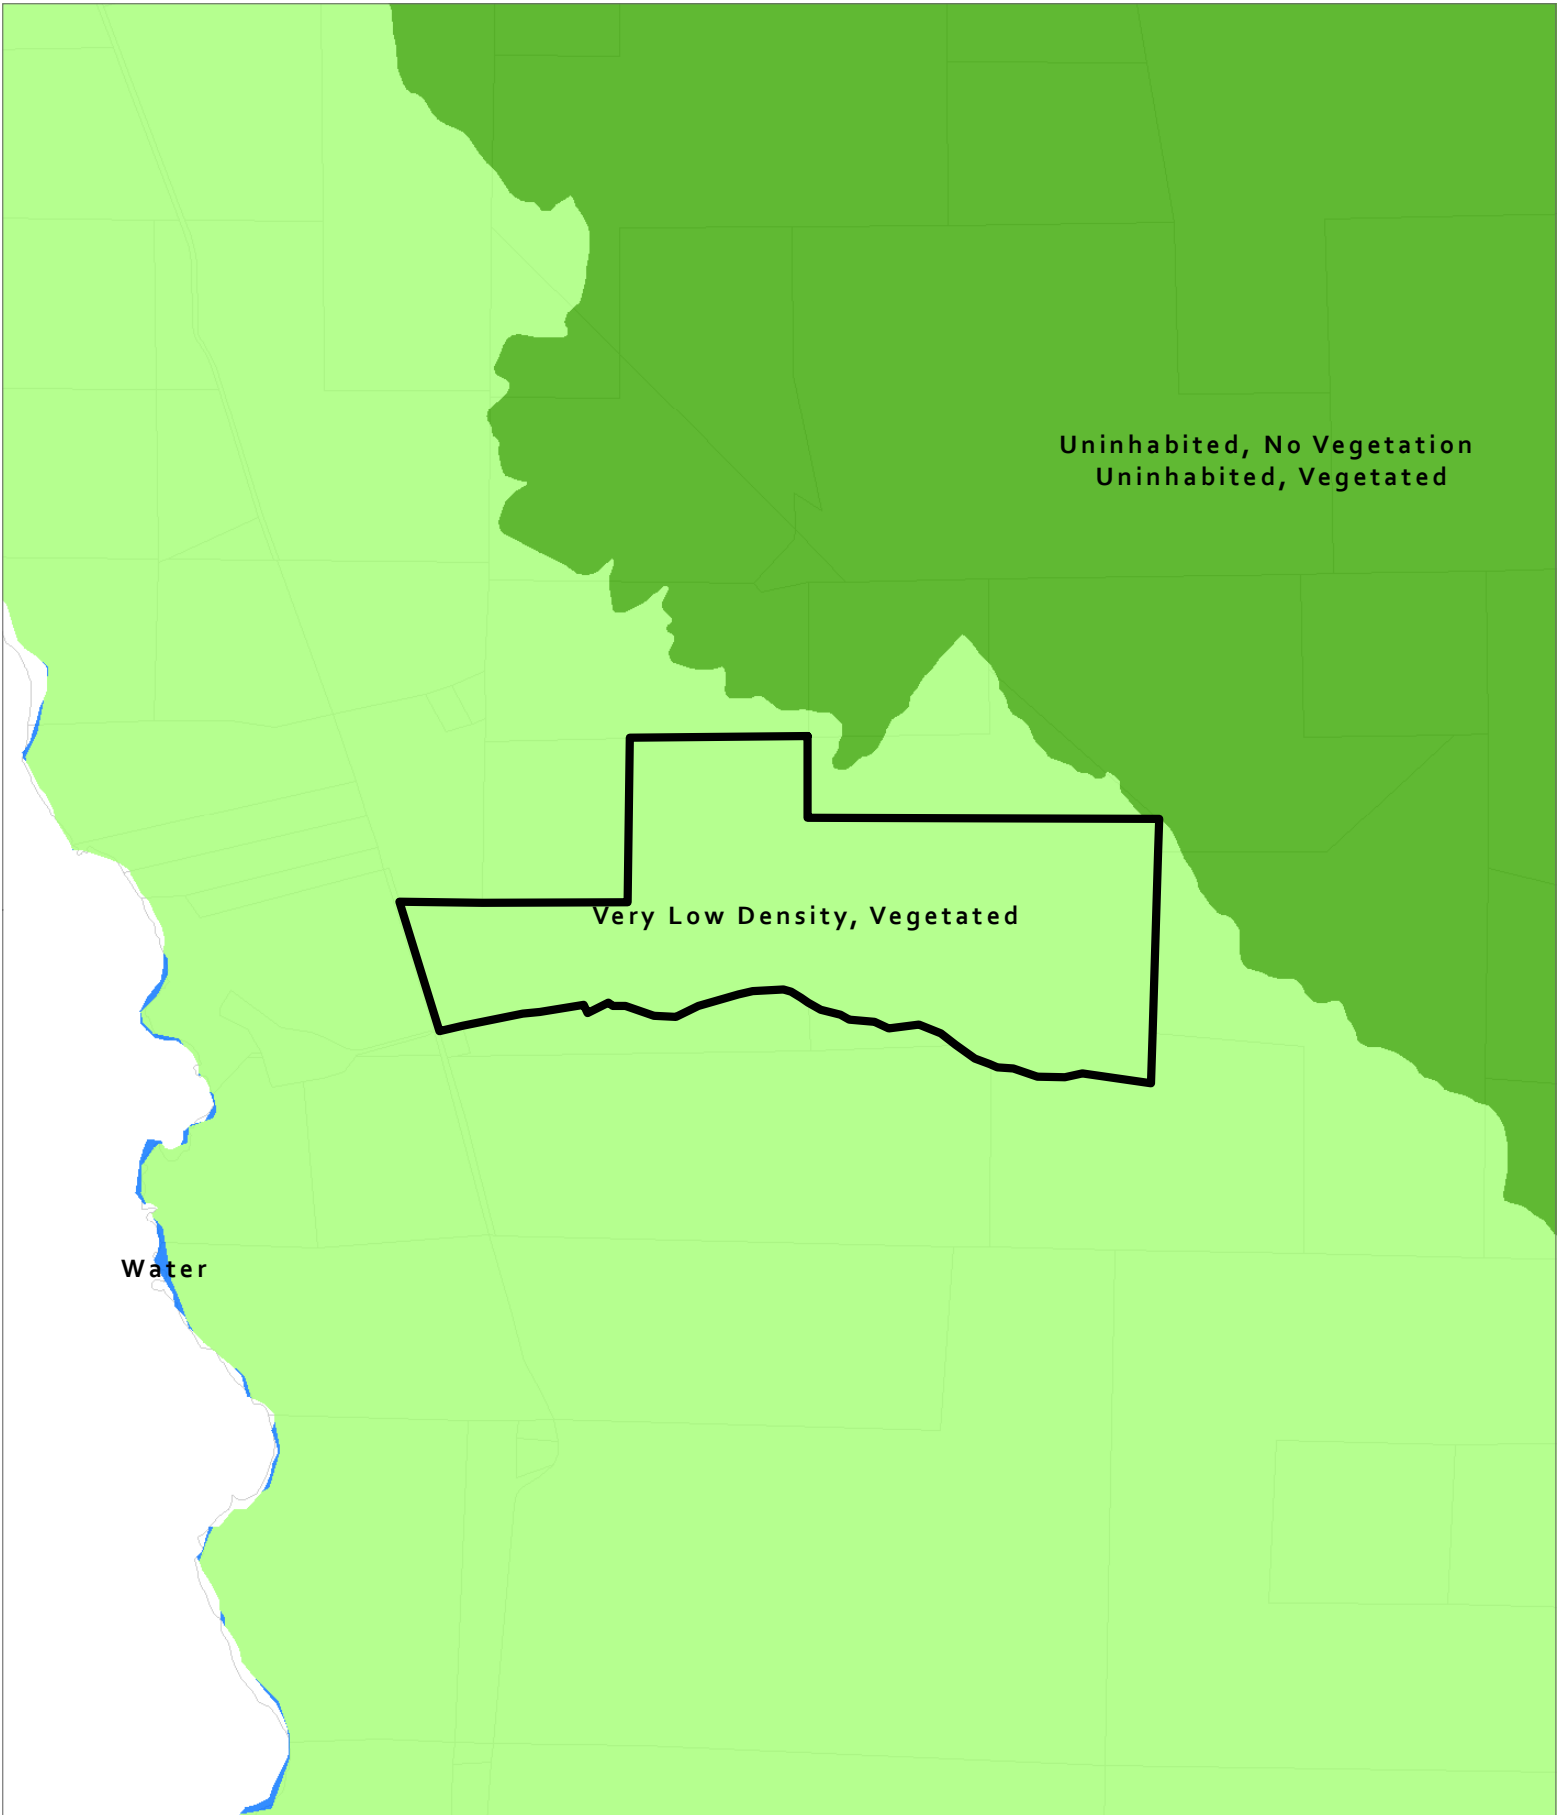 Uninhabited, No Vegetation
Uninhabited, Vegetated
Very Low Density, Vegetated
Water